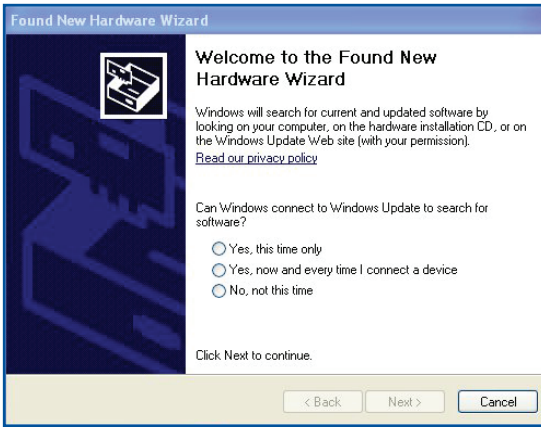 Found New Hardware Wizard
Welcome to the Found New
Hardware Wizard
Windows will search for current and updated software by
looking on your computer, on the hardware installation CD, or on
the Windows Update Web site (with your permission).
Read our privacy policy
Can Windows connect to Windows Update to search for
software?
Yes, this time only
Yes, now and every time I connect a device
No, not this time
Click Next to continue.
< Back Next > Cancel